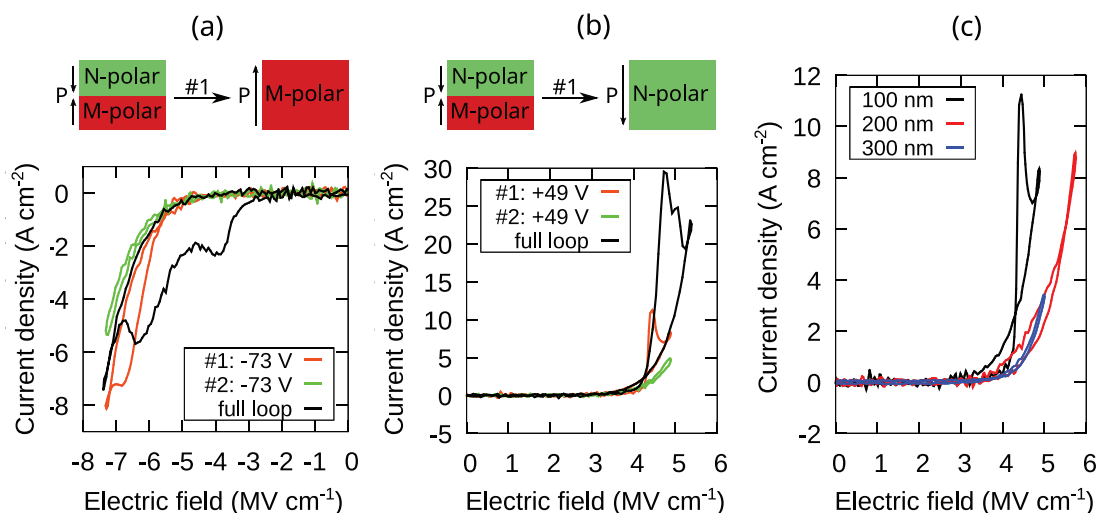 (a)
N-polar
P
M-polar
#1
P
M-polar
0
-2
-4
-6
-8
Current density (A cm-2)
#1: -73 V
#2: -73 V
full loop
-8 -7 -6 -5 -4 -3 -2 -1 0
Electric field (MV cm-1)
(b)
N-polar
P
M-polar
#1
P
N-polar
30
25
20
15
10
5
0
-5
Current density (A cm-2)
#1: +49 V
#2: +49 V
full loop
0 1 2 3 4 5 6
Electric field (MV cm-1)
(c)
12
10
8
6
4
2
0
-2
Current density (A cm-2)
100 nm
200 nm
300 nm
0 1 2 3 4 5 6
Electric field (MV cm-1)